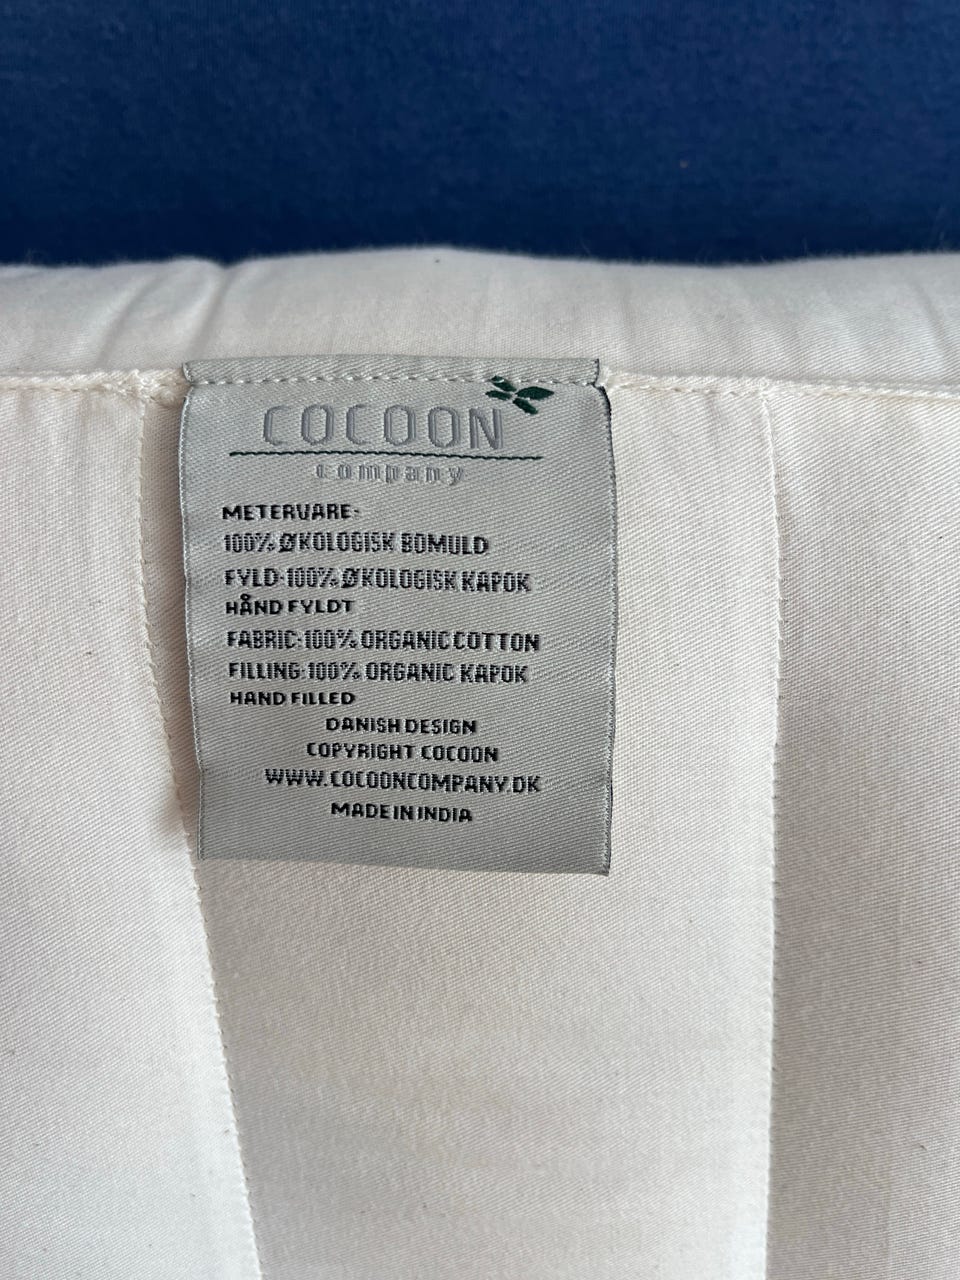 COCOON
company
METERVARE:
100% ØKOLOGISK BOMULD
FYLD:100% ØKOLOGISK KAPOK
HÅND FYLDT
FABRIC:100% ORGANIC COTTON
FILLING:100% ORGANIC KAPOK
HAND FILLED
DANISH DESIGN
COPYRIGHT COCOON
WWW.COCOONCOMPANY.DK
MADE IN INDIA